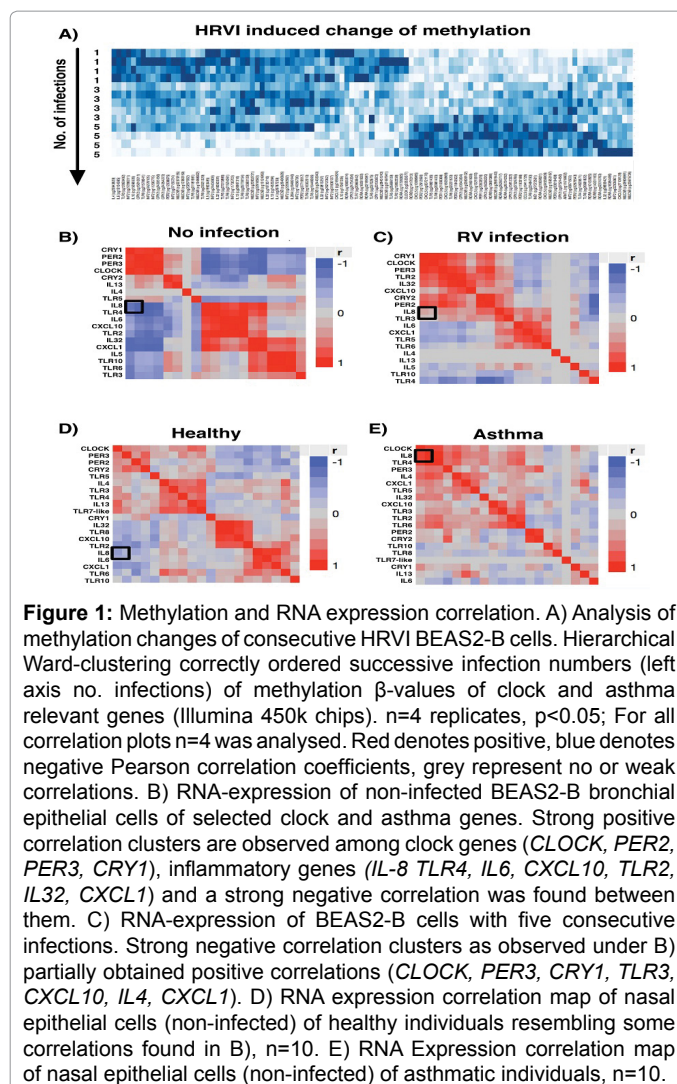 A) HRVI induced change of methylation
No. of infections
1
1
1
1
3
3
3
3
5
5
5
5
B) No infection
CRY1
PER2
PER3
CLOCK
CRY2
IL13
IL4
TLR5
IL8
TLR4
IL6
CXCL10
TLR2
IL32
CXCL1
IL5
TLR10
TLR6
TLR3
r
-1
0
1
C) RV infection
CRY1
CLOCK
PER3
TLR2
IL32
CXCL10
CRY2
PER2
IL8
TLR3
IL6
CXCL1
TLR5
TLR6
IL4
IL13
IL5
TLR10
TLR4
r
-1
0
1
D) Healthy
CLOCK
PER3
PER2
CRY2
TLR5
IL4
TLR3
TLR4
IL13
TLR7-like
CRY1
IL32
TLR8
CXCL10
TLR2
IL8
IL6
CXCL1
TLR6
TLR10
r
-1
0
1
E) Asthma
CLOCK
IL8
TLR4
IL4
CXCL1
TLR5
IL32
CXCL10
TLR3
TLR2
TLR6
PER2
CRY2
TLR10
TLR8
TLR7-like
CRY1
IL13
IL6
r
-1
0
1
Figure 1: Methylation and RNA expression correlation. A) Analysis of
methylation changes of consecutive HRVI BEAS2-B cells. Hierarchical
Ward-clustering correctly ordered successive infection numbers (left
axis no. infections) of methylation β-values of clock and asthma
relevant genes (Illumina 450k chips). n=4 replicates, p<0.05; For all
correlation plots n=4 was analysed. Red denotes positive, blue denotes
negative Pearson correlation coefficients, grey represent no or weak
correlations. B) RNA-expression of non-infected BEAS2-B bronchial
epithelial cells of selected clock and asthma genes. Strong positive
correlation clusters are observed among clock genes (CLOCK, PER2,
PER3, CRY1), inflammatory genes (IL-8 TLR4, IL6, CXCL10, TLR2,
IL32, CXCL1) and a strong negative correlation was found between
them. C) RNA-expression of BEAS2-B cells with five consecutive
infections. Strong negative correlation clusters as observed under B)
partially obtained positive correlations (CLOCK, PER3, CRY1, TLR3,
CXCL10, IL4, CXCL1). D) RNA expression correlation map of nasal
epithelial cells (non-infected) of healthy individuals resembling some
correlations found in B), n=10. E) RNA Expression correlation map
of nasal epithelial cells (non-infected) of asthmatic individuals, n=10.